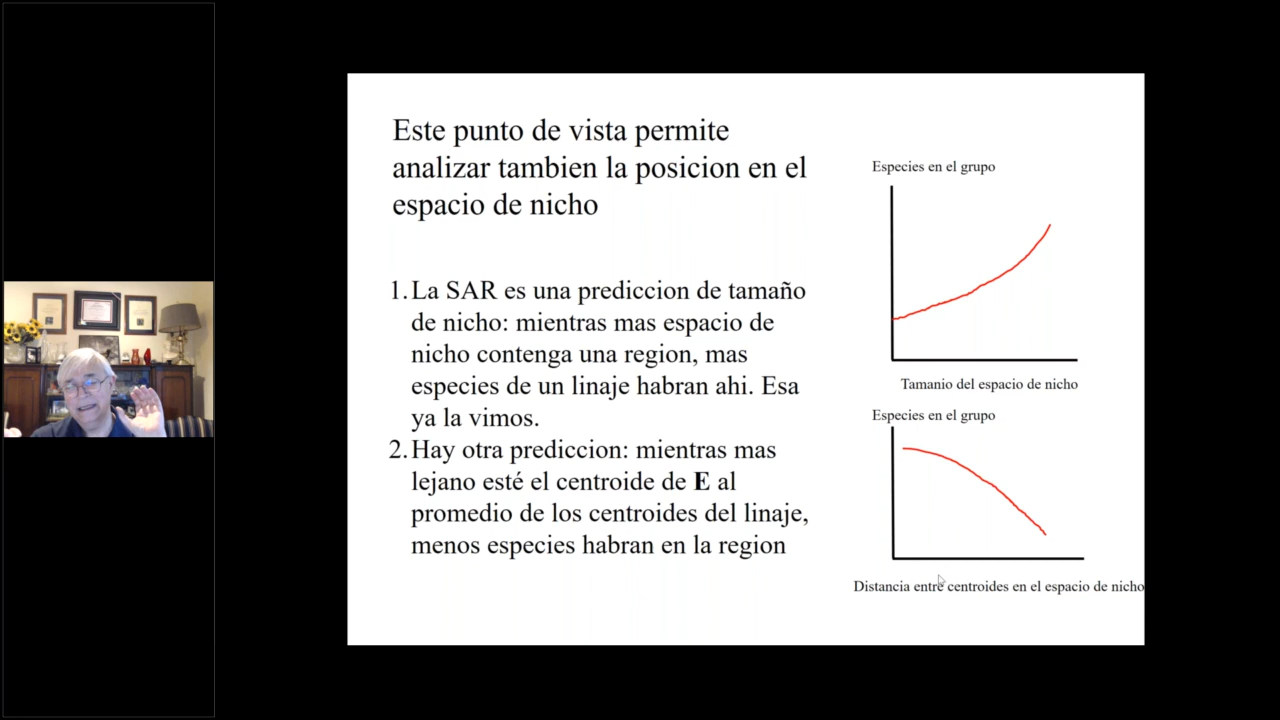 Este punto de vista permite
analizar tambien la posicion en el
espacio de nicho
1. La SAR es una prediccion de tamaño
de nicho: mientras mas espacio de
nicho contenga una region, mas
especies de un linaje habran ahi. Esa
ya la vimos.
2. Hay otra prediccion: mientras mas
lejano esté el centroide de E al
promedio de los centroides del linaje,
menos especies habran en la region
Especies en el grupo
Tamanio del espacio de nicho
Especies en el grupo
Distancia entre centroides en el espacio de nicho